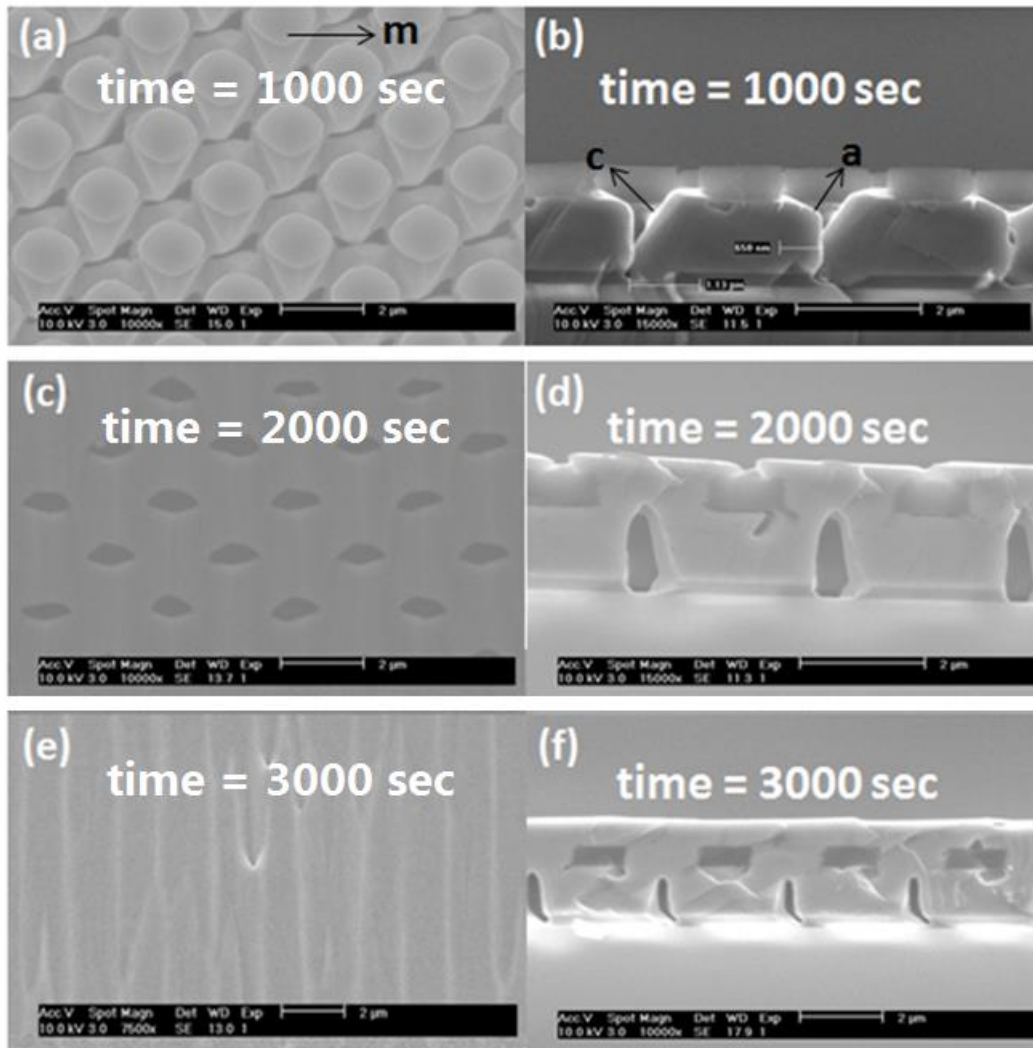 (a)
m
time = 1000 sec
Acc.V Spot Magn Det WD Exp 2 μm
10.0 kV 3.0 10000x SE 15.0 1
(b)
time = 1000 sec
c
a
650 nm
1.13 μm
Acc.V Spot Magn Det WD Exp 2 μm
10.0 kV 3.0 15000x SE 11.5 1
(c)
time = 2000 sec
Acc.V Spot Magn Det WD Exp 2 μm
10.0 kV 3.0 10000x SE 13.7 1
(d)
time = 2000 sec
Acc.V Spot Magn Det WD Exp 2 μm
10.0 kV 3.0 15000x SE 11.3 1
(e)
time = 3000 sec
Acc.V Spot Magn Det WD Exp 2 μm
10.0 kV 3.0 7500x SE 13.0 1
(f)
time = 3000 sec
Acc.V Spot Magn Det WD Exp 2 μm
10.0 kV 3.0 10000x SE 17.9 1